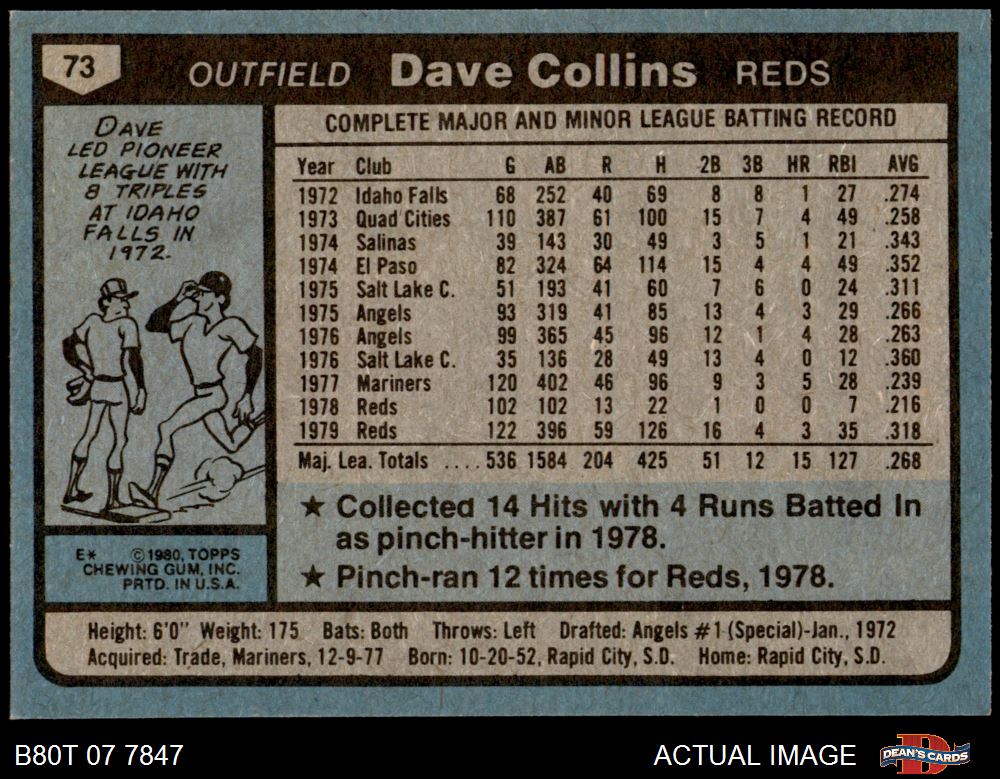 73 OUTFIELD Dave Collins REDS
DAVE
LED PIONEER
LEAGUE WITH
8 TRIPLES
AT IDAHO
FALLS IN
1972.
COMPLETE MAJOR AND MINOR LEAGUE BATTING RECORD
Year Club G AB R H 2B 3B HR RBI AVG
1972 Idaho Falls 68 252 40 69 8 8 1 27 .274
1973 Quad Cities 110 387 61 100 15 7 4 49 .258
1974 Salinas 39 143 30 49 3 5 1 21 .343
1974 El Paso 82 324 64 114 15 4 4 49 .352
1975 Salt Lake C. 51 193 41 60 7 6 0 24 .311
1975 Angels 93 319 41 85 13 4 3 29 .266
1976 Angels 99 365 45 96 12 1 4 28 .263
1976 Salt Lake C. 35 136 28 49 13 4 0 12 .360
1977 Mariners 120 402 46 96 9 3 5 28 .239
1978 Reds 102 102 13 22 1 0 0 7 .216
1979 Reds 122 396 59 126 16 4 3 35 .318
Maj. Lea. Totals .... 536 1584 204 425 51 12 15 127 .268
★ Collected 14 Hits with 4 Runs Batted In
as pinch-hitter in 1978.
★ Pinch-ran 12 times for Reds, 1978.
E* ©1980, TOPPS
CHEWING GUM, INC.
PRTD. IN U.S.A.
Height: 6'0" Weight: 175 Bats: Both Throws: Left Drafted: Angels #1 (Special)-Jan., 1972
Acquired: Trade, Mariners, 12-9-77 Born: 10-20-52, Rapid City, S.D. Home: Rapid City, S.D.
B80T 07 7847 ACTUAL IMAGE DEAN'S CARDS